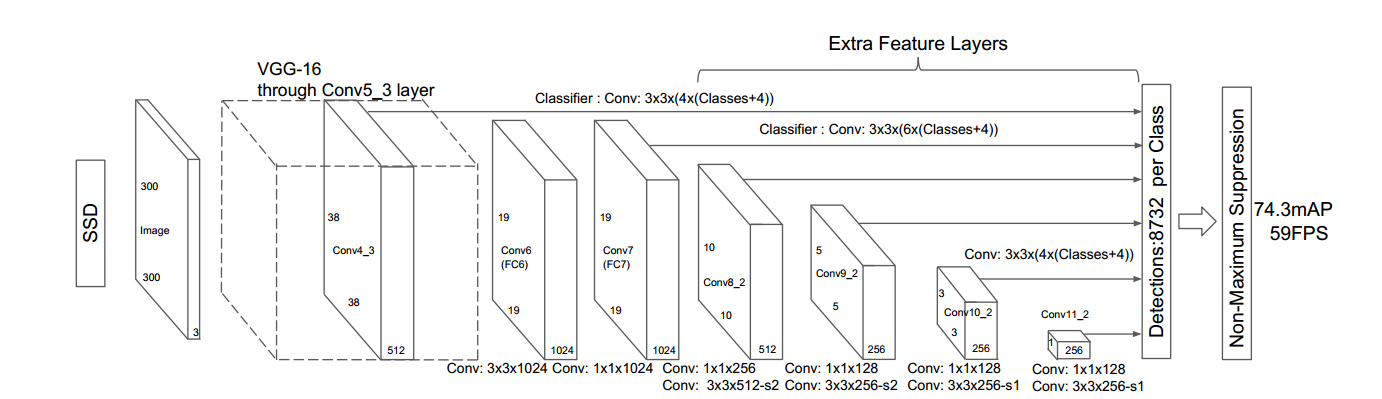 Extra Feature Layers
VGG-16
through Conv5_3 layer
Classifier : Conv: 3x3x(4x(Classes+4))
Classifier : Conv: 3x3x(6x(Classes+4))
SSD
300
Image
300
3
38
Conv4_3
38
512
19
Conv6
(FC6)
19
1024
19
Conv7
(FC7)
19
1024
10
Conv8_2
10
512
5
Conv9_2
5
256
Conv: 3x3x(4x(Classes+4))
3
Conv10_2
3
256
Conv11_2
1
256
Conv: 3x3x1024
Conv: 1x1x1024
Conv: 1x1x256
Conv: 3x3x512-s2
Conv: 1x1x128
Conv: 3x3x256-s2
Conv: 1x1x128
Conv: 3x3x256-s1
Conv: 1x1x128
Conv: 3x3x256-s1
Detections:8732 per Class
Non-Maximum Suppression
74.3mAP
59FPS